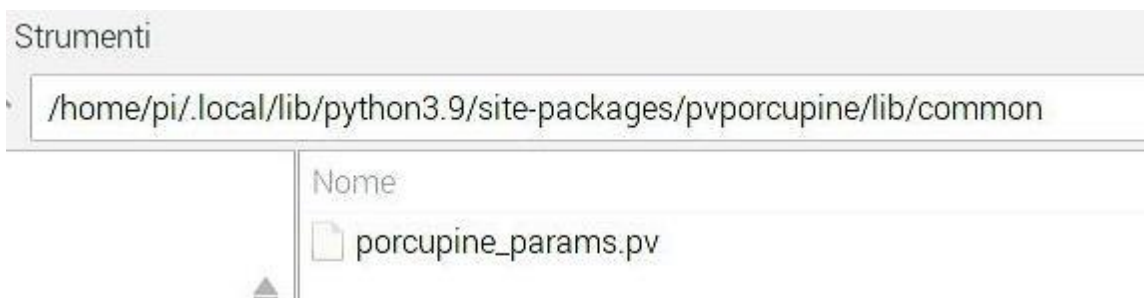 Strumenti
/home/pi/.local/lib/python3.9/site-packages/pvporcupine/lib/common
Nome
porcupine_params.pv